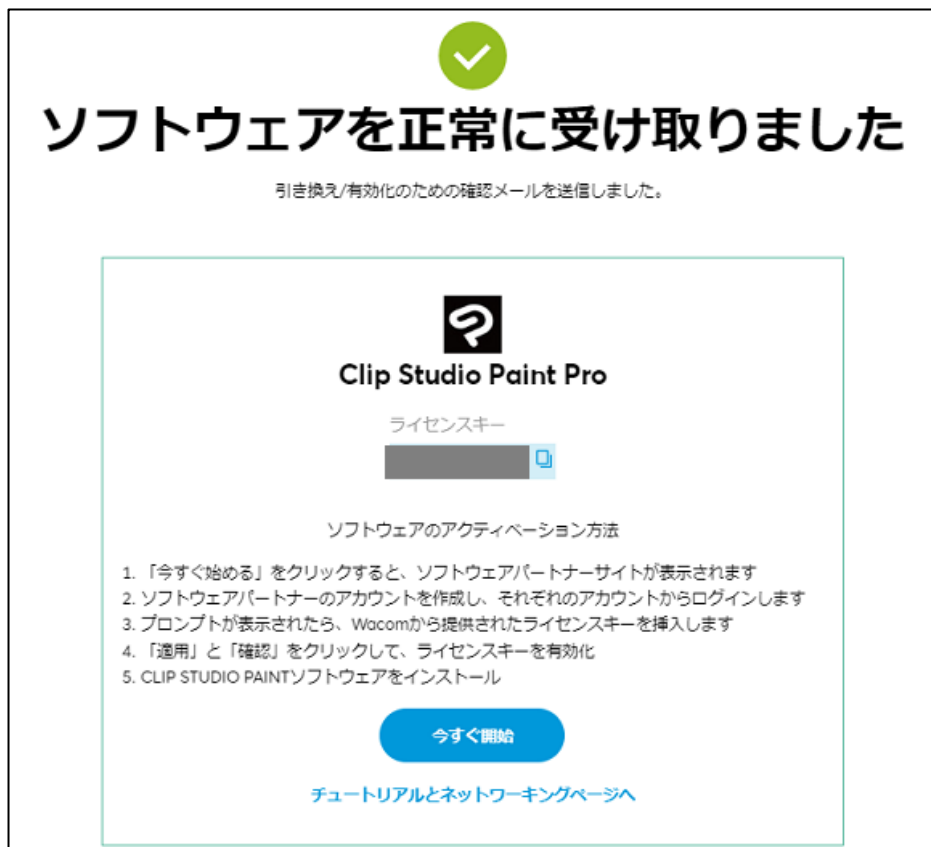 ソフトウェアを正常に受け取りました
引き換え/有効化のための確認メールを送信しました。
Clip Studio Paint Pro
ライセンスキー
ソフトウェアのアクティベーション方法
1. 「今すぐ始める」をクリックすると、ソフトウェアパートナーサイトが表示されます
2. ソフトウェアパートナーのアカウントを作成し、それぞれのアカウントからログインします
3. プロンプトが表示されたら、Wacomから提供されたライセンスキーを挿入します
4. 「適用」と「確認」をクリックして、ライセンスキーを有効化
5. CLIP STUDIO PAINTソフトウェアをインストール
今すぐ開始
チュートリアルとネットワーキングページへ